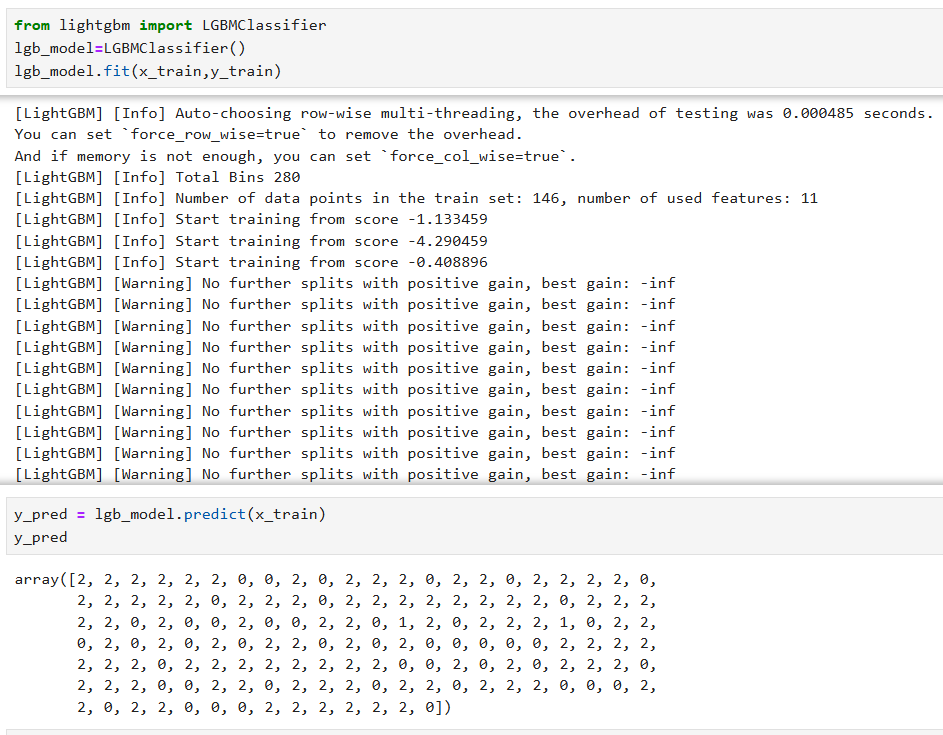 from lightgbm import LGBMClassifier
lgb_model=LGBMClassifier()
lgb_model.fit(x_train,y_train)
[LightGBM] [Info] Auto-choosing row-wise multi-threading, the overhead of testing was 0.000485 seconds.
You can set `force_row_wise=true` to remove the overhead.
And if memory is not enough, you can set `force_col_wise=true`.
[LightGBM] [Info] Total Bins 280
[LightGBM] [Info] Number of data points in the train set: 146, number of used features: 11
[LightGBM] [Info] Start training from score -1.133459
[LightGBM] [Info] Start training from score -4.290459
[LightGBM] [Info] Start training from score -0.408896
[LightGBM] [Warning] No further splits with positive gain, best gain: -inf
[LightGBM] [Warning] No further splits with positive gain, best gain: -inf
[LightGBM] [Warning] No further splits with positive gain, best gain: -inf
[LightGBM] [Warning] No further splits with positive gain, best gain: -inf
[LightGBM] [Warning] No further splits with positive gain, best gain: -inf
[LightGBM] [Warning] No further splits with positive gain, best gain: -inf
[LightGBM] [Warning] No further splits with positive gain, best gain: -inf
[LightGBM] [Warning] No further splits with positive gain, best gain: -inf
[LightGBM] [Warning] No further splits with positive gain, best gain: -inf
[LightGBM] [Warning] No further splits with positive gain, best gain: -inf
y_pred = lgb_model.predict(x_train)
y_pred
array([2, 2, 2, 2, 2, 2, 0, 0, 2, 0, 2, 2, 2, 0, 2, 2, 0, 2, 2, 2, 2, 0,
2, 2, 2, 2, 2, 0, 2, 2, 2, 0, 2, 2, 2, 2, 2, 2, 2, 2, 0, 2, 2, 2,
2, 2, 0, 2, 0, 0, 2, 0, 0, 2, 2, 0, 1, 2, 0, 2, 2, 2, 1, 0, 2, 2,
0, 2, 0, 2, 0, 2, 0, 2, 2, 0, 2, 0, 2, 0, 0, 0, 0, 0, 2, 2, 2, 2,
2, 2, 2, 0, 2, 2, 2, 2, 2, 2, 2, 2, 0, 0, 2, 0, 2, 0, 2, 2, 2, 0,
2, 2, 2, 0, 0, 2, 2, 0, 2, 2, 2, 0, 2, 2, 0, 2, 2, 2, 0, 0, 0, 2,
2, 0, 2, 2, 0, 0, 0, 2, 2, 2, 2, 2, 2, 0])